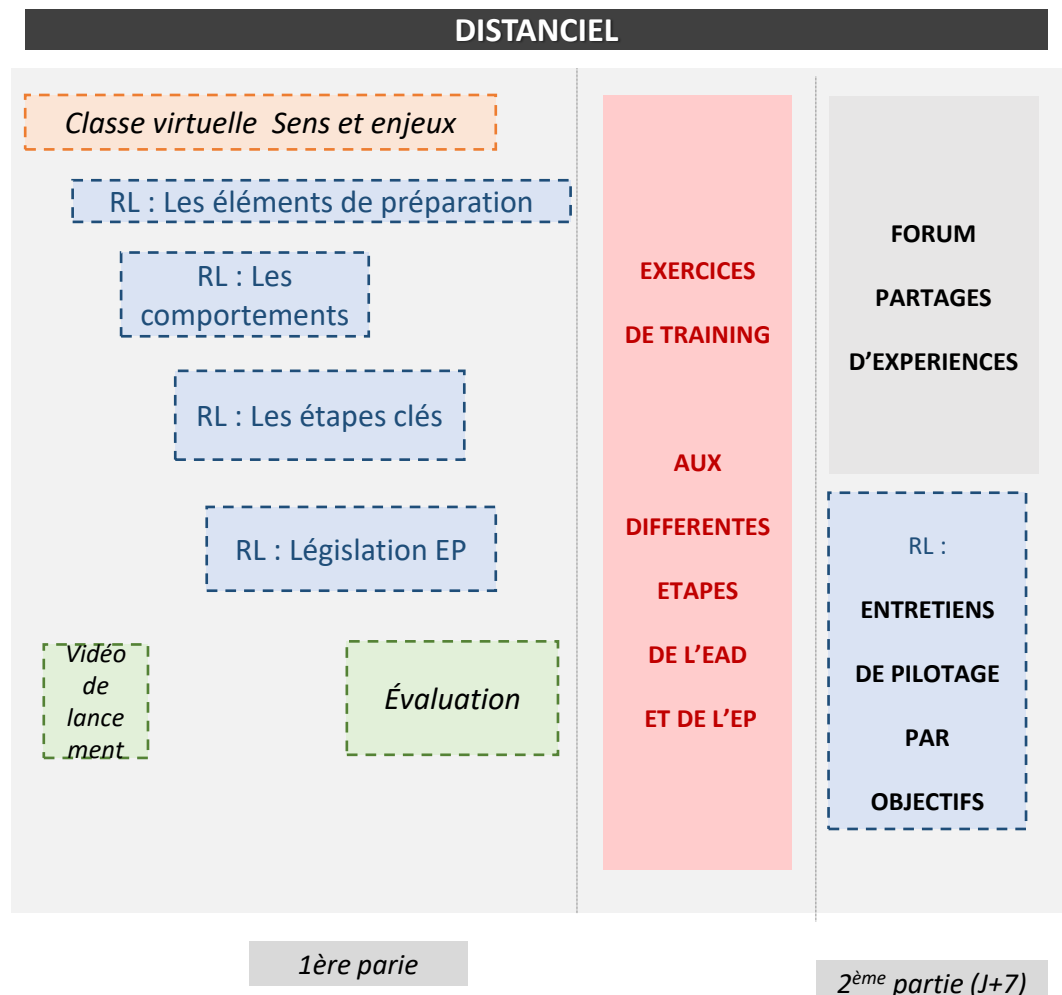 DISTANCIEL
Classe virtuelle  Sens et enjeux
RL : Les éléments de préparation
RL : Les
comportements
RL : Les étapes clés
RL : Législation EP
Vidéo
de
lance
ment
Évaluation
EXERCICES
DE TRAINING
AUX
DIFFERENTES
ETAPES
DE L’EAD
ET DE L’EP
FORUM
PARTAGES
D’EXPERIENCES
RL :
ENTRETIENS
DE PILOTAGE
PAR
OBJECTIFS
1ère parie
2ème partie (J+7)